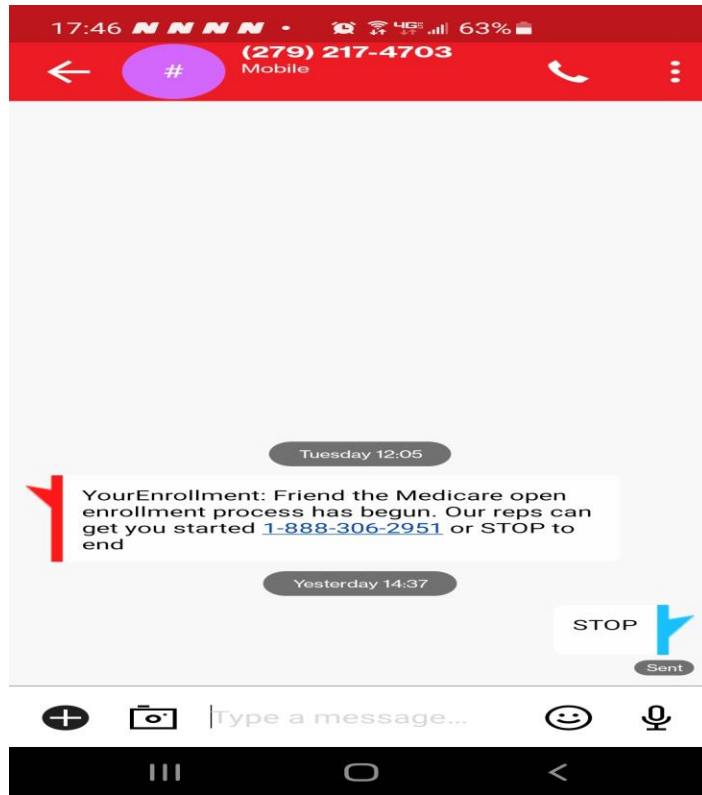 17:46 N N N N • 4G 63%
(279) 217-4703
# Mobile
Tuesday 12:05
YourEnrollment: Friend the Medicare open
enrollment process has begun. Our reps can
get you started 1-888-306-2951 or STOP to
end
Yesterday 14:37
STOP
Sent
Type a message...